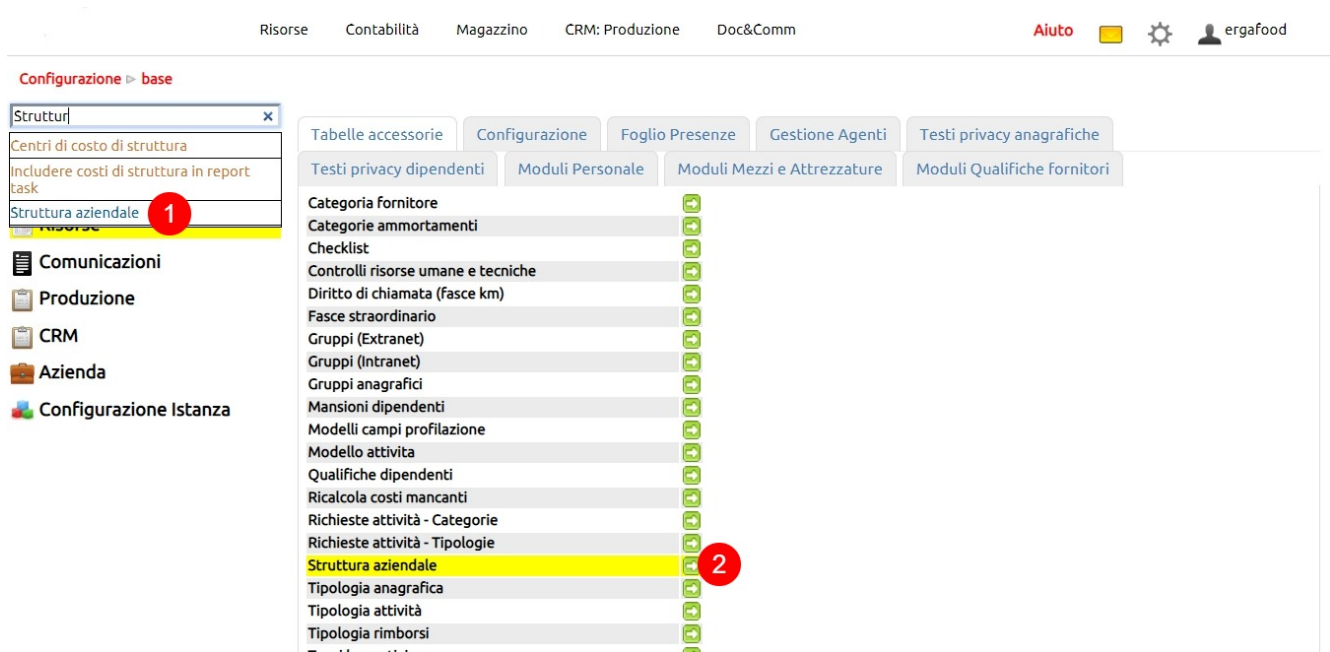 Risorse Contabilità Magazzino CRM: Produzione Doc&Comm Aiuto ergafood
Configurazione ▷ base
Struttur ×
Centri di costo di struttura
Includere costi di struttura in report
task
Struttura aziendale 1
Risorse
Comunicazioni
Produzione
CRM
Azienda
Configurazione Istanza
Tabelle accessorie Configurazione Foglio Presenze Gestione Agenti Testi privacy anagrafiche
Testi privacy dipendenti Moduli Personale Moduli Mezzi e Attrezzature Moduli Qualifiche fornitori
Categoria fornitore
Categorie ammortamenti
Checklist
Controlli risorse umane e tecniche
Diritto di chiamata (fasce km)
Fasce straordinario
Gruppi (Extranet)
Gruppi (Intranet)
Gruppi anagrafici
Mansioni dipendenti
Modelli campi profilazione
Modello attivita
Qualifiche dipendenti
Ricalcola costi mancanti
Richieste attività - Categorie
Richieste attività - Tipologie
Struttura aziendale 2
Tipologia anagrafica
Tipologia attività
Tipologia rimborsi